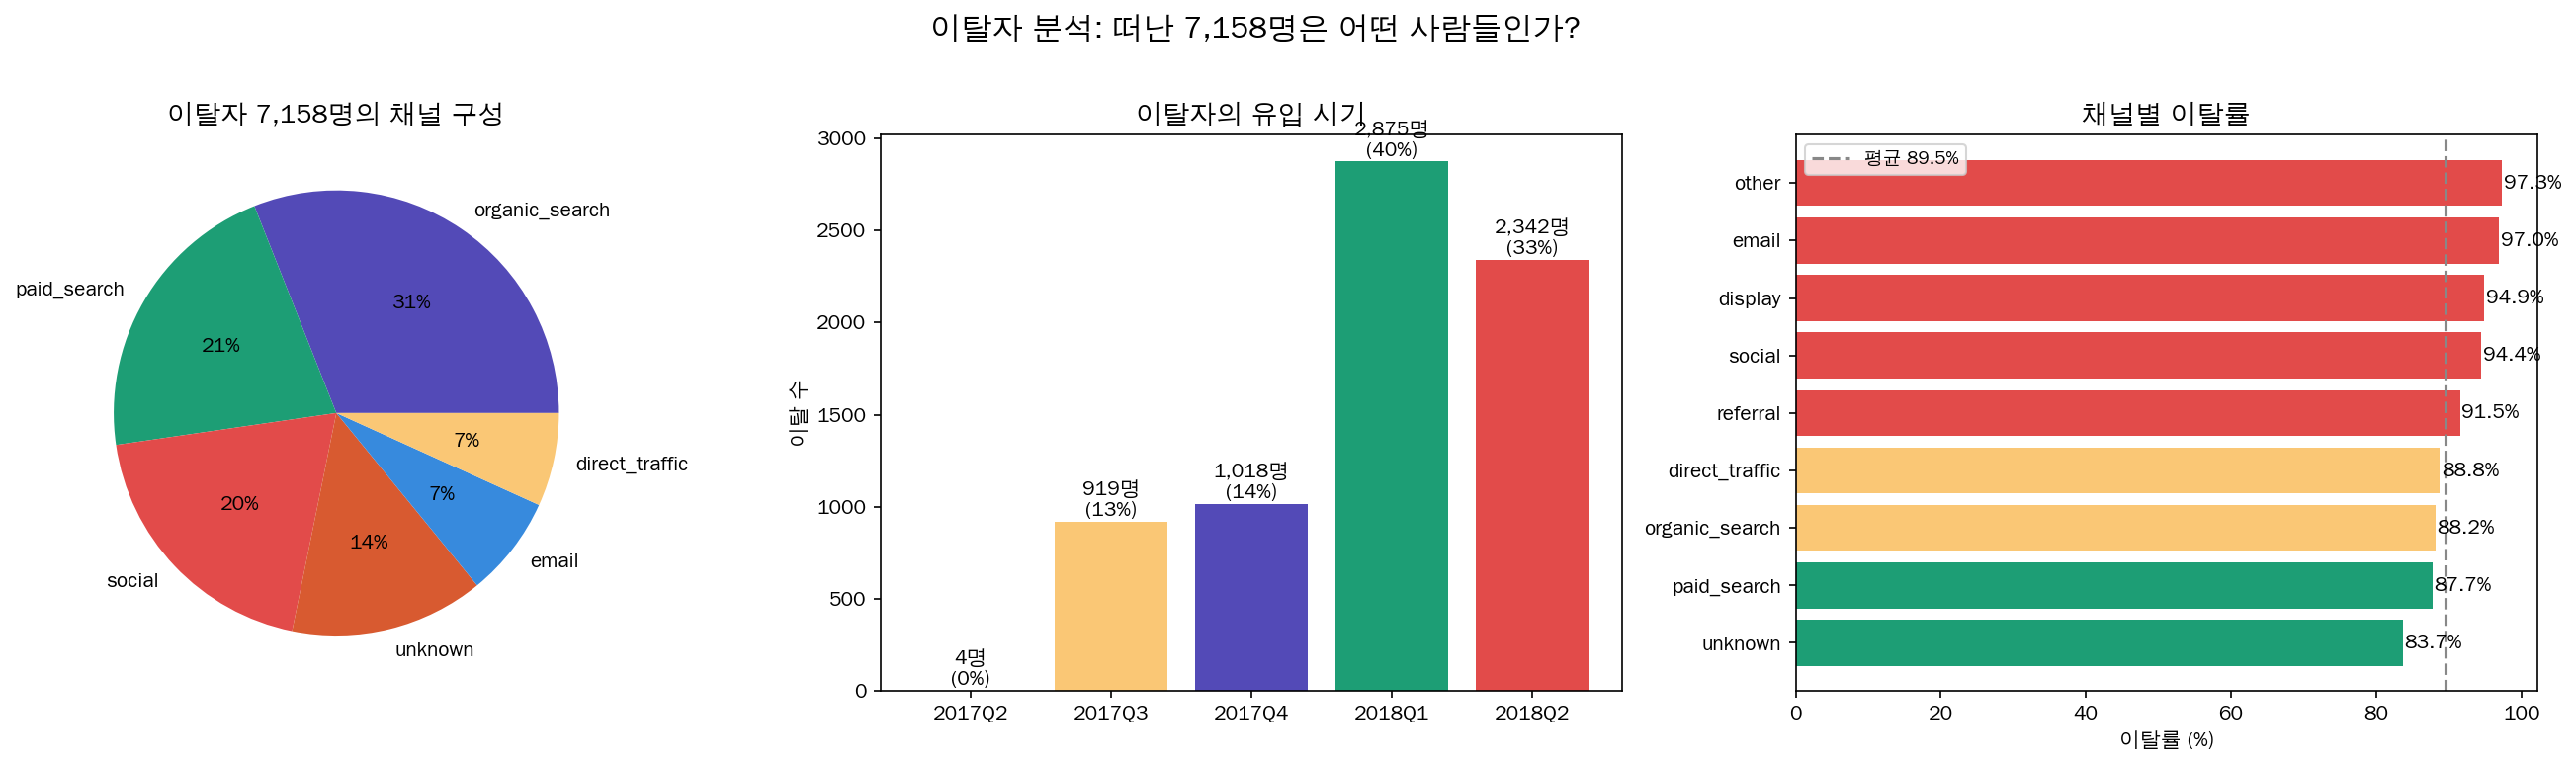 이탈자 분석: 떠난 7,158명은 어떤 사람들인가?
이탈자 7,158명의 채널 구성
organic_search
paid_search
31%
21%
7%
direct_traffic
20%
7%
14%
email
social
unknown
이탈자의 유입 시기
이탈 수
3000
2500
2000
1500
1000
500
0
4명
(0%)
919명
(13%)
1,018명
(14%)
2,875명
(40%)
2,342명
(33%)
2017Q2
2017Q3
2017Q4
2018Q1
2018Q2
채널별 이탈률
평균 89.5%
other 97.3%
email 97.0%
display 94.9%
social 94.4%
referral 91.5%
direct_traffic 88.8%
organic_search 88.2%
paid_search 87.7%
unknown 83.7%
0 20 40 60 80 100
이탈률 (%)